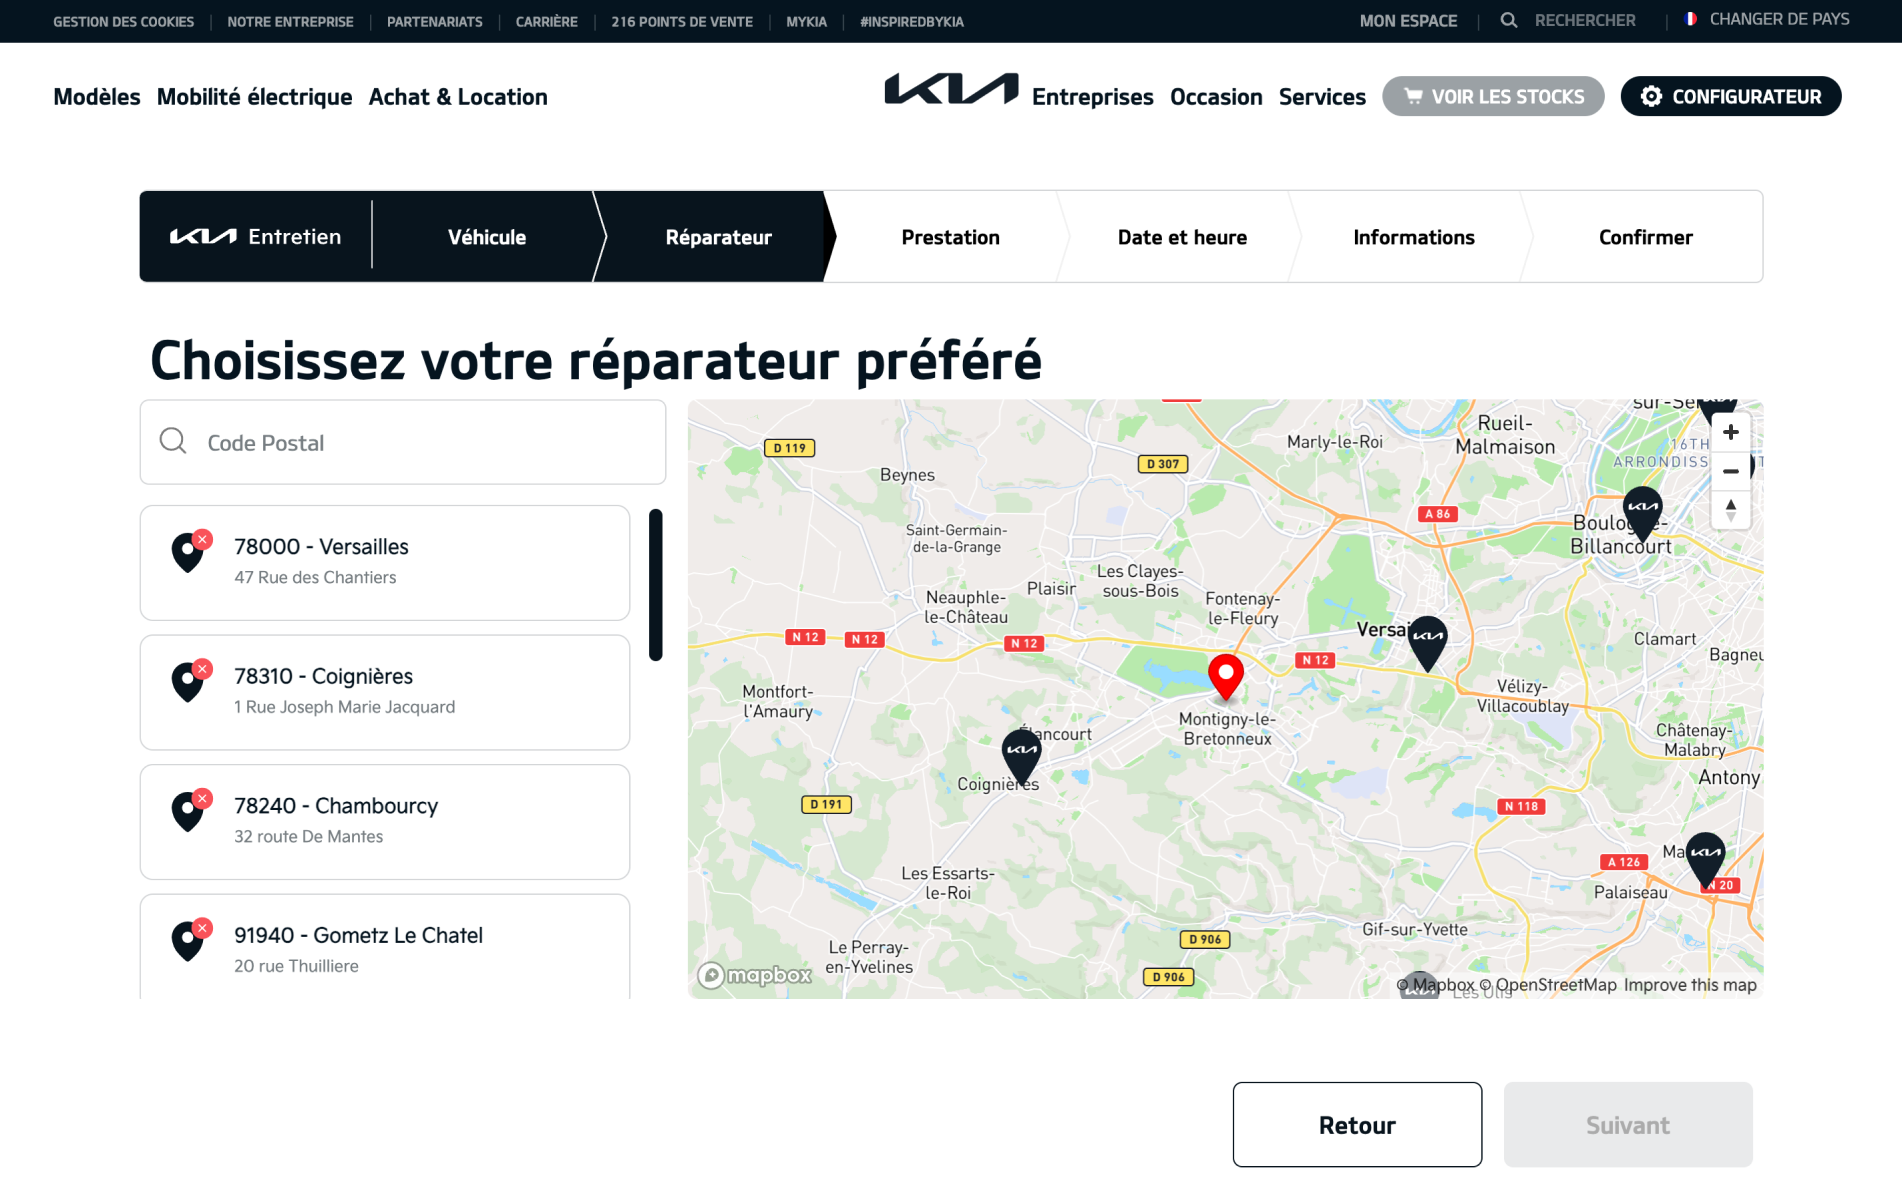 GESTION DES COOKIES
NOTRE ENTREPRISE
PARTENARIATS
CARRIÈRE
216 POINTS DE VENTE
MYKIA
#INSPIREDBYKIA
MON ESPACE
RECHERCHER
CHANGER DE PAYS
Modèles
Mobilité électrique
Achat & Location
KIA
Entreprises
Occasion
Services
VOIR LES STOCKS
CONFIGURATEUR
KIA Entretien
Véhicule
Réparateur
Prestation
Date et heure
Informations
Confirmer
Choisissez votre réparateur préféré
Code Postal
78000 - Versailles
47 Rue des Chantiers
78310 - Coignières
1 Rue Joseph Marie Jacquard
78240 - Chambourcy
32 route De Mantes
91940 - Gometz Le Chatel
20 rue Thuilliere
D 119
Beynes
D 307
Marly-le-Roi
Rueil-
Malmaison
16TH
ARRONDISS
A 86
Saint-Germain-
de-la-Grange
Boulogne-
Billancourt
KIA
Les Clayes-
sous-Bois
Plaisir
Neauphle-
le-Château
Fontenay-
le-Fleury
N 12
N 12
N 12
N 12
Versai
KIA
Clamart
Bagneu
Montfort-
l'Amaury
Vélizy-
Villacoublay
Montigny-le-
Bretonneux
Élancourt
KIA
Coignières
Châtenay-
Malabry
Antony
D 191
N 118
A 126
Ma
KIA
N 20
Palaiseau
Les Essarts-
le-Roi
Gif-sur-Yvette
D 906
Le Perray-
en-Yvelines
D 906
Les Ulis
KIA
mapbox
© Mapbox © OpenStreetMap Improve this map
Retour
Suivant